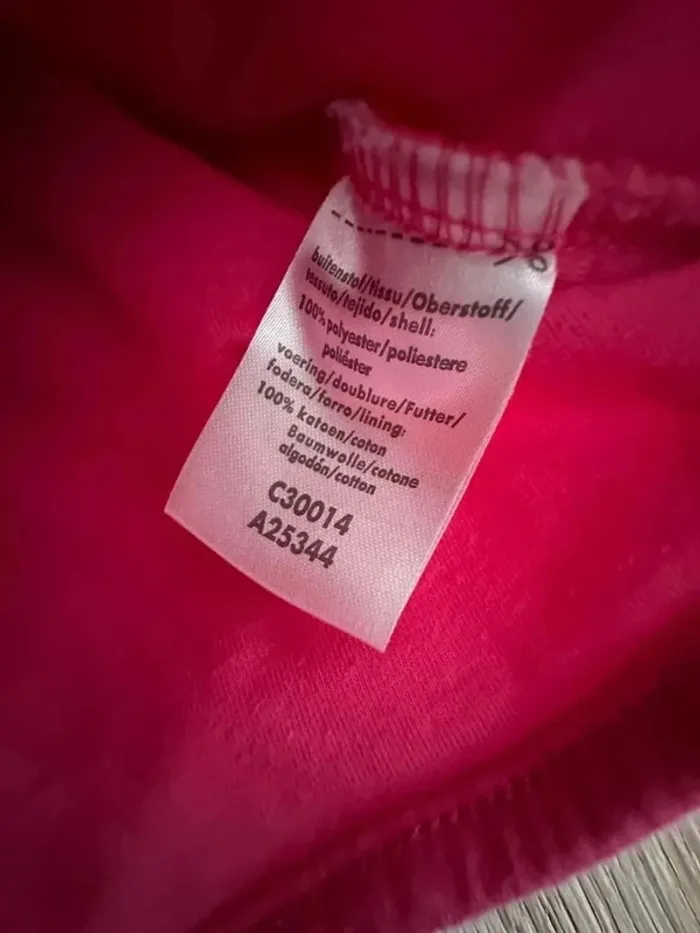 buitenstof/tissu/Oberstoff/
tessuto/tejido/shell:
100% polyester/poliestere
poliéster
voering/doublure/Futter/
fodera/forro/lining:
100% katoen/coton
Baumwolle/cotone
algodón/cotton
C30014
A25344